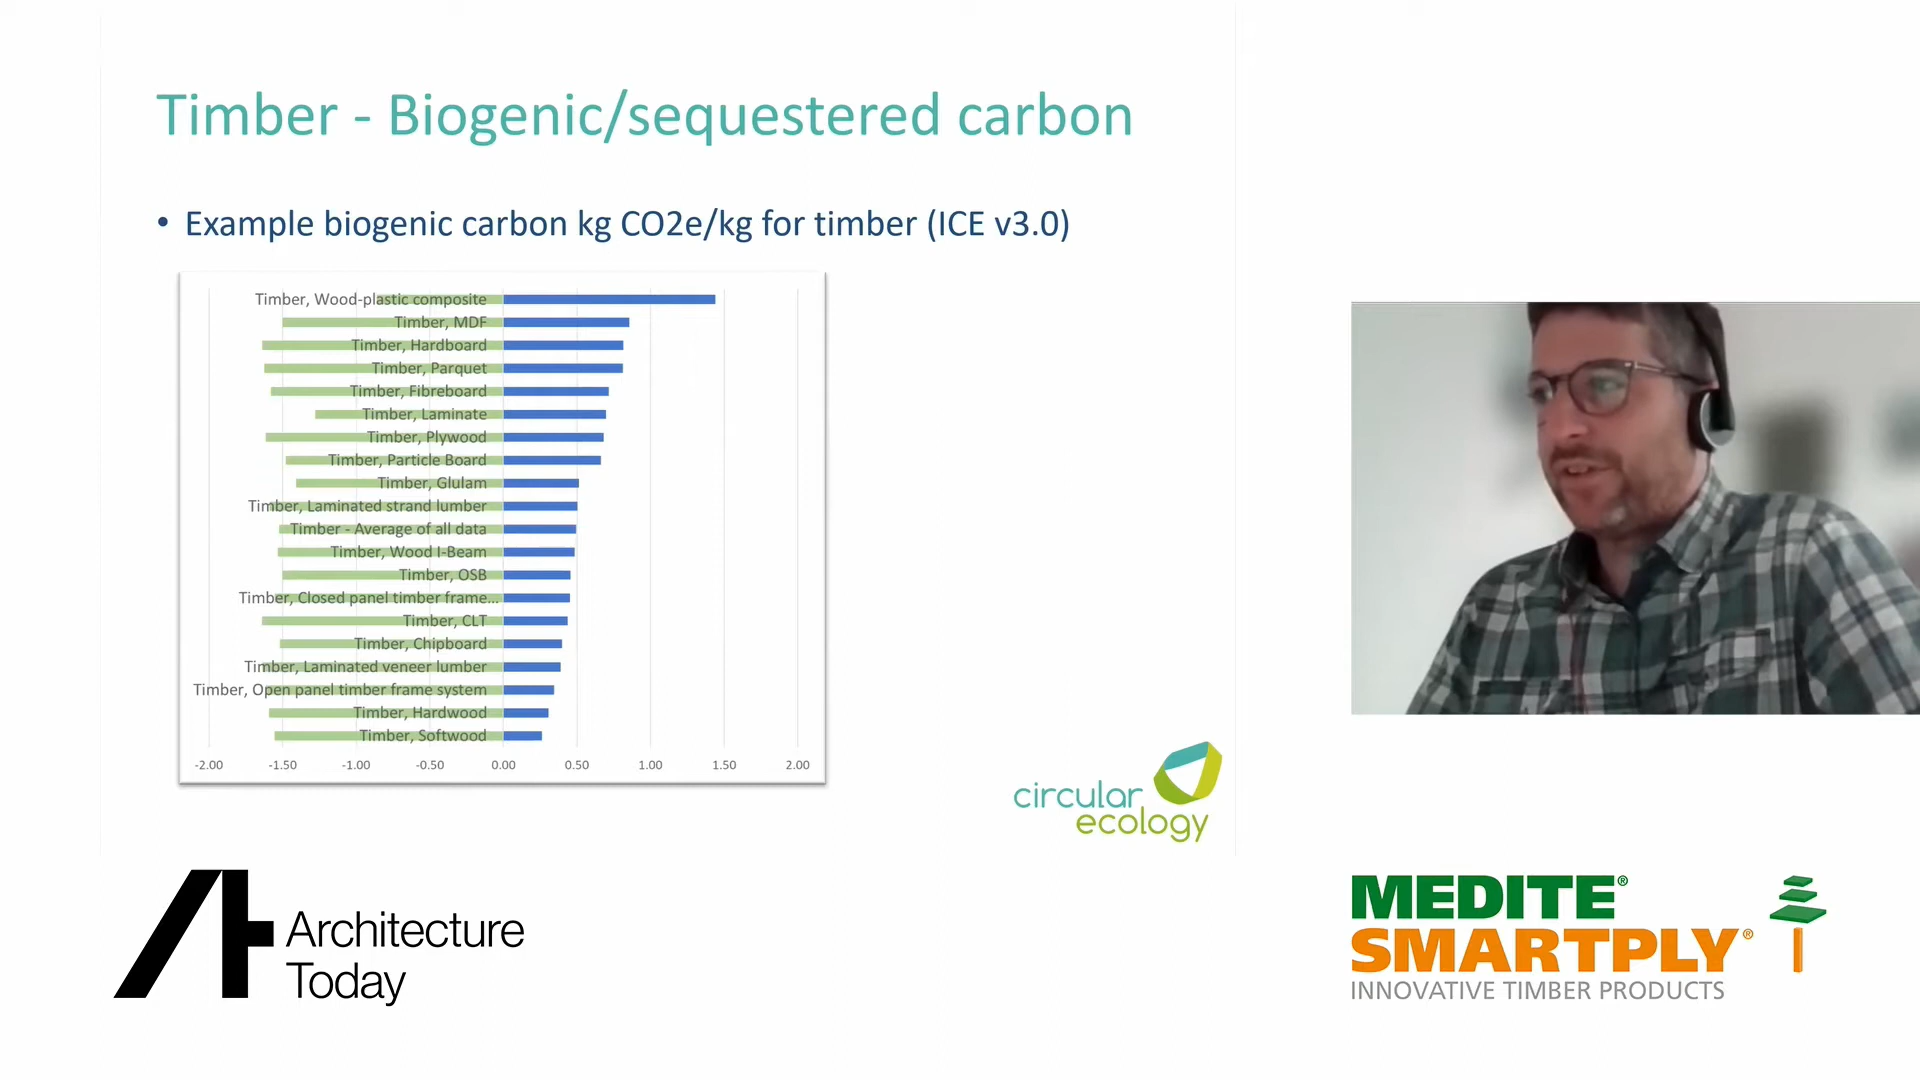 Timber - Biogenic/sequestered carbon
• Example biogenic carbon kg CO2e/kg for timber (ICE v3.0)
Timber, Wood-plastic composite
Timber, MDF
Timber, Hardboard
Timber, Parquet
Timber, Fibreboard
Timber, Laminate
Timber, Plywood
Timber, Particle Board
Timber, Glulam
Timber, Laminated strand lumber
Timber - Average of all data
Timber, Wood I-Beam
Timber, OSB
Timber, Closed panel timber frame...
Timber, CLT
Timber, Chipboard
Timber, Laminated veneer lumber
Timber, Open panel timber frame system
Timber, Hardwood
Timber, Softwood
-2.00 -1.50 -1.00 -0.50 0.00 0.50 1.00 1.50 2.00
circular
ecology
Architecture
Today
MEDITE®
SMARTPLY®
INNOVATIVE TIMBER PRODUCTS